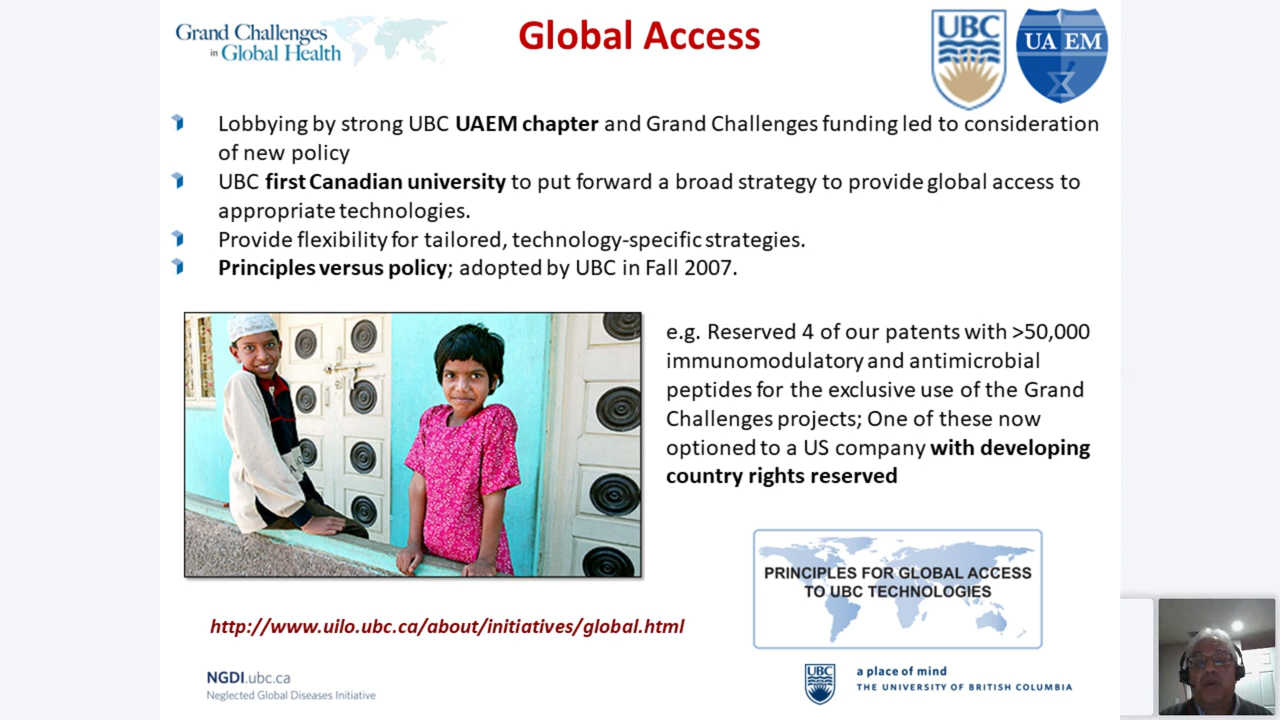 Grand Challenges
in Global Health
Global Access
UBC
UA EM
Lobbying by strong UBC UAEM chapter and Grand Challenges funding led to consideration
of new policy
UBC first Canadian university to put forward a broad strategy to provide global access to
appropriate technologies.
Provide flexibility for tailored, technology-specific strategies.
Principles versus policy; adopted by UBC in Fall 2007.
e.g. Reserved 4 of our patents with >50,000
immunomodulatory and antimicrobial
peptides for the exclusive use of the Grand
Challenges projects; One of these now
optioned to a US company with developing
country rights reserved
PRINCIPLES FOR GLOBAL ACCESS
TO UBC TECHNOLOGIES
http://www.uilo.ubc.ca/about/initiatives/global.html
NGDI.ubc.ca
Neglected Global Diseases Initiative
UBC
a place of mind
THE UNIVERSITY OF BRITISH COLUMBIA